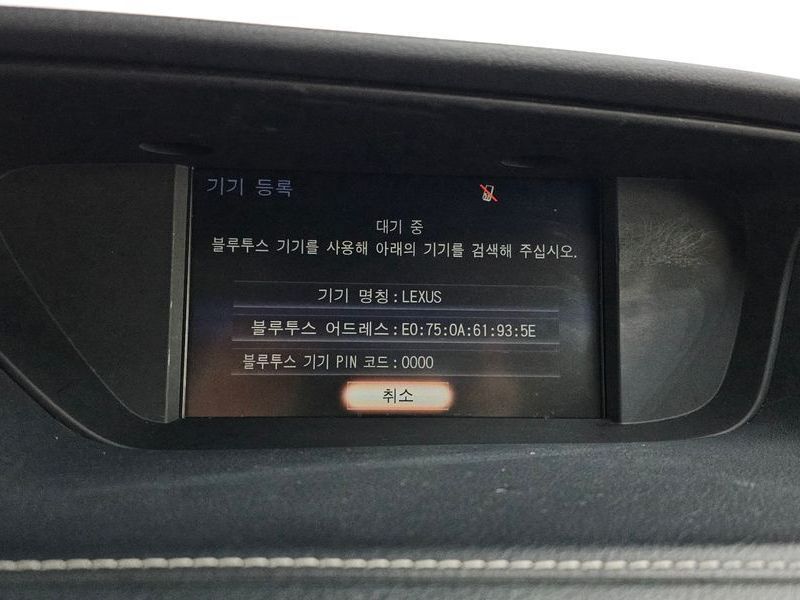 기기 등록
대기 중
블루투스 기기를 사용해 아래의 기기를 검색해 주십시오.
기기 명칭:LEXUS
블루투스 어드레스:E0:75:0A:61:93:5E
블루투스 기기 PIN 코드:0000
취소